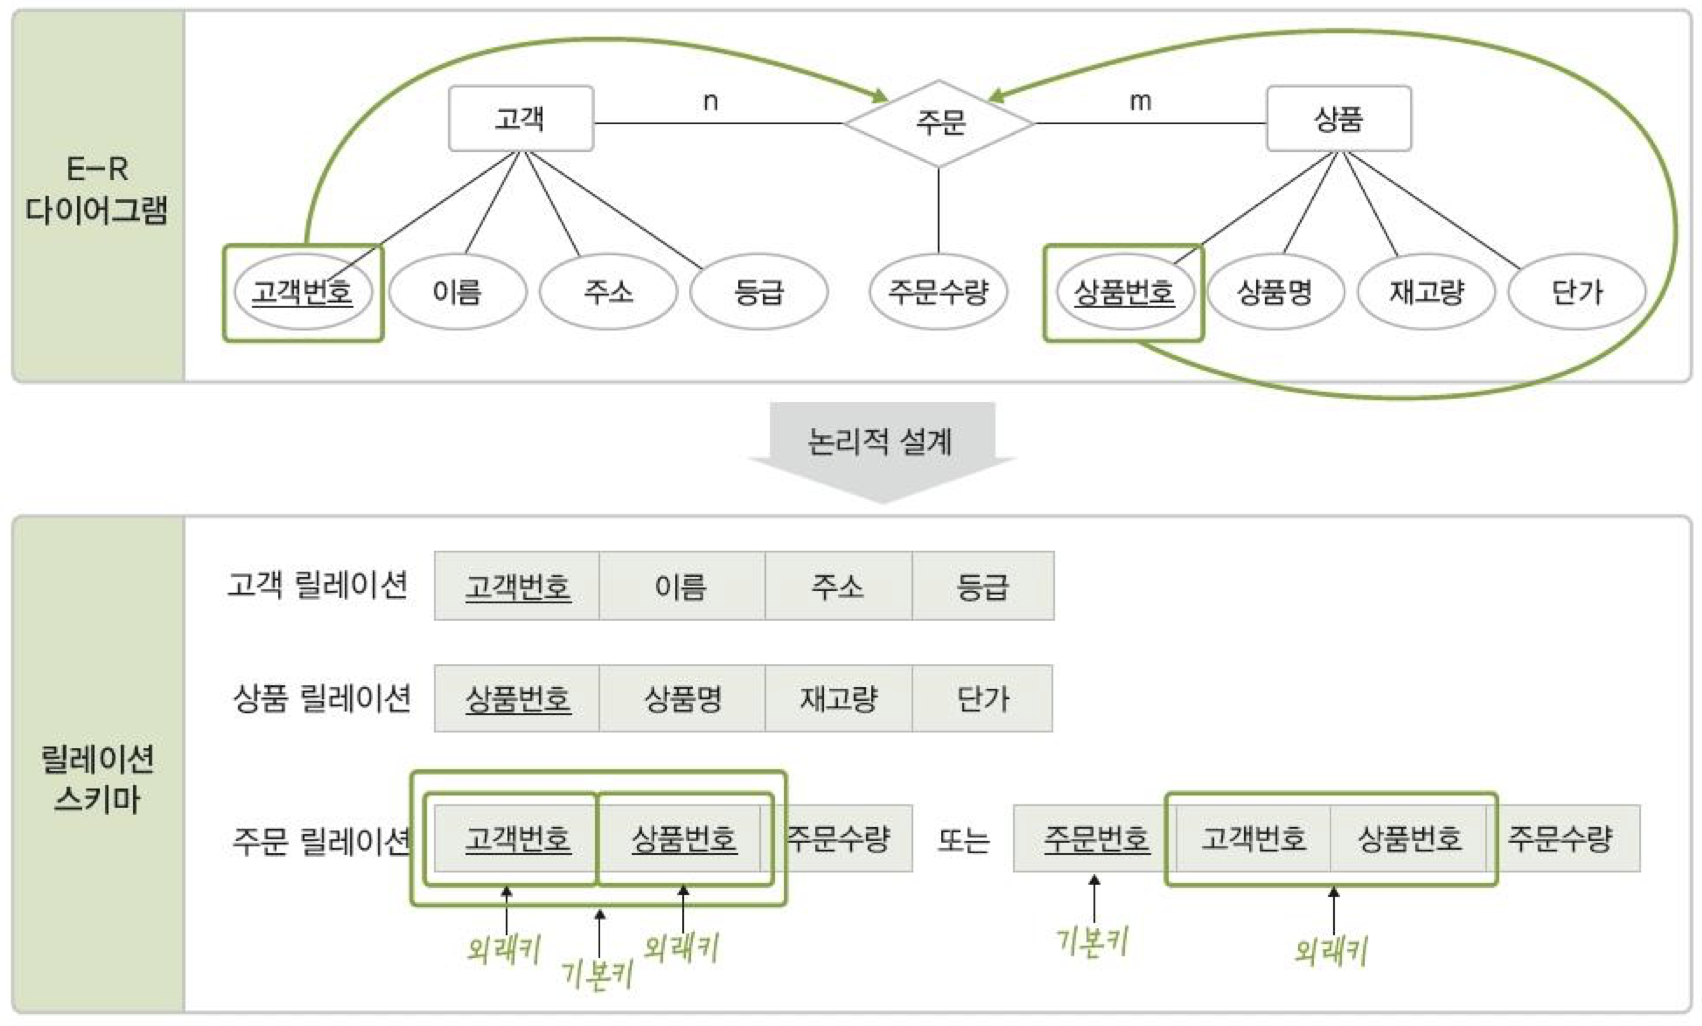 E-R
다이어그램
고객
n
주문
m
상품
고객번호
이름
주소
등급
주문수량
상품번호
상품명
재고량
단가
논리적 설계
릴레이션
스키마
고객 릴레이션 고객번호 이름 주소 등급
상품 릴레이션 상품번호 상품명 재고량 단가
주문 릴레이션 고객번호 상품번호 주문수량 또는 주문번호 고객번호 상품번호 주문수량
외래키 기본키 외래키 기본키 외래키